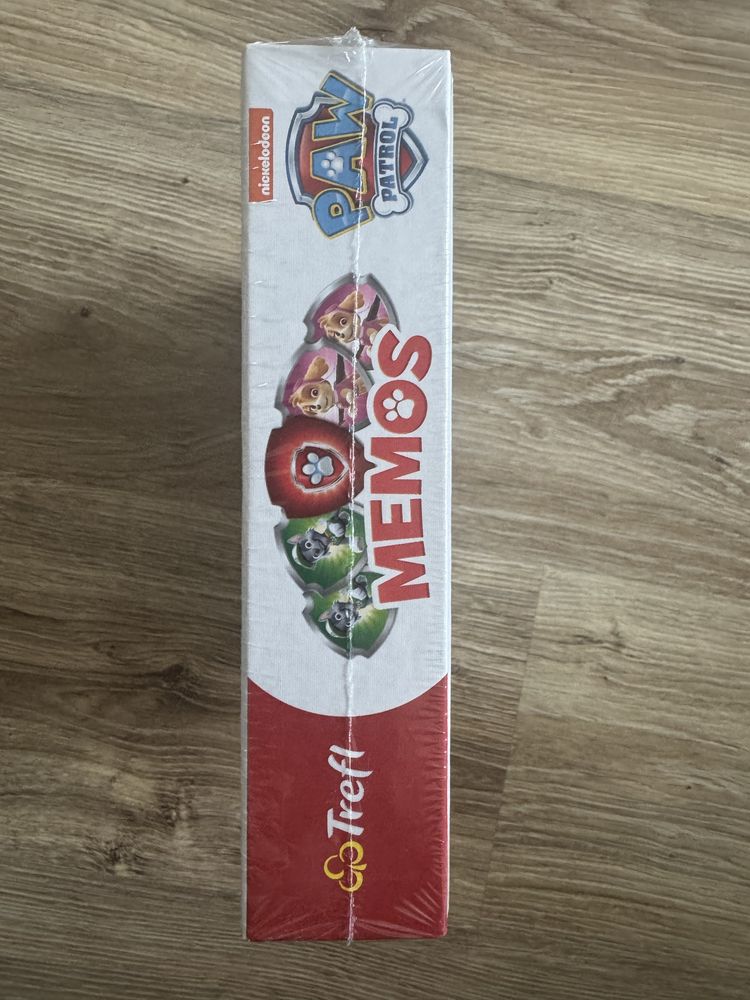 nickelodeon
PAW
PATROL
MEMOS
Trefl